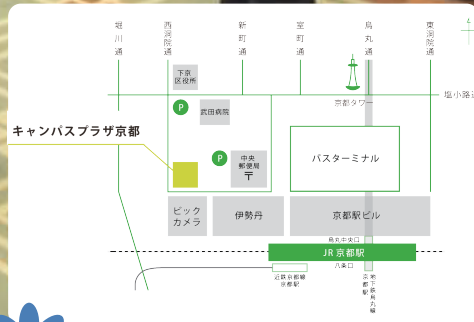 堀川通
西洞院通
新町通
室町通
烏丸通
東洞院通
下京
区役所
塩小路通
P
武田病院
京都タワー
キャンパスプラザ京都
P
中央
郵便局
〒
バスターミナル
ビック
カメラ
伊勢丹
京都駅ビル
烏丸中央口
JR 京都駅
八条口
近鉄京都線
京都駅
地下鉄烏丸線
京都駅